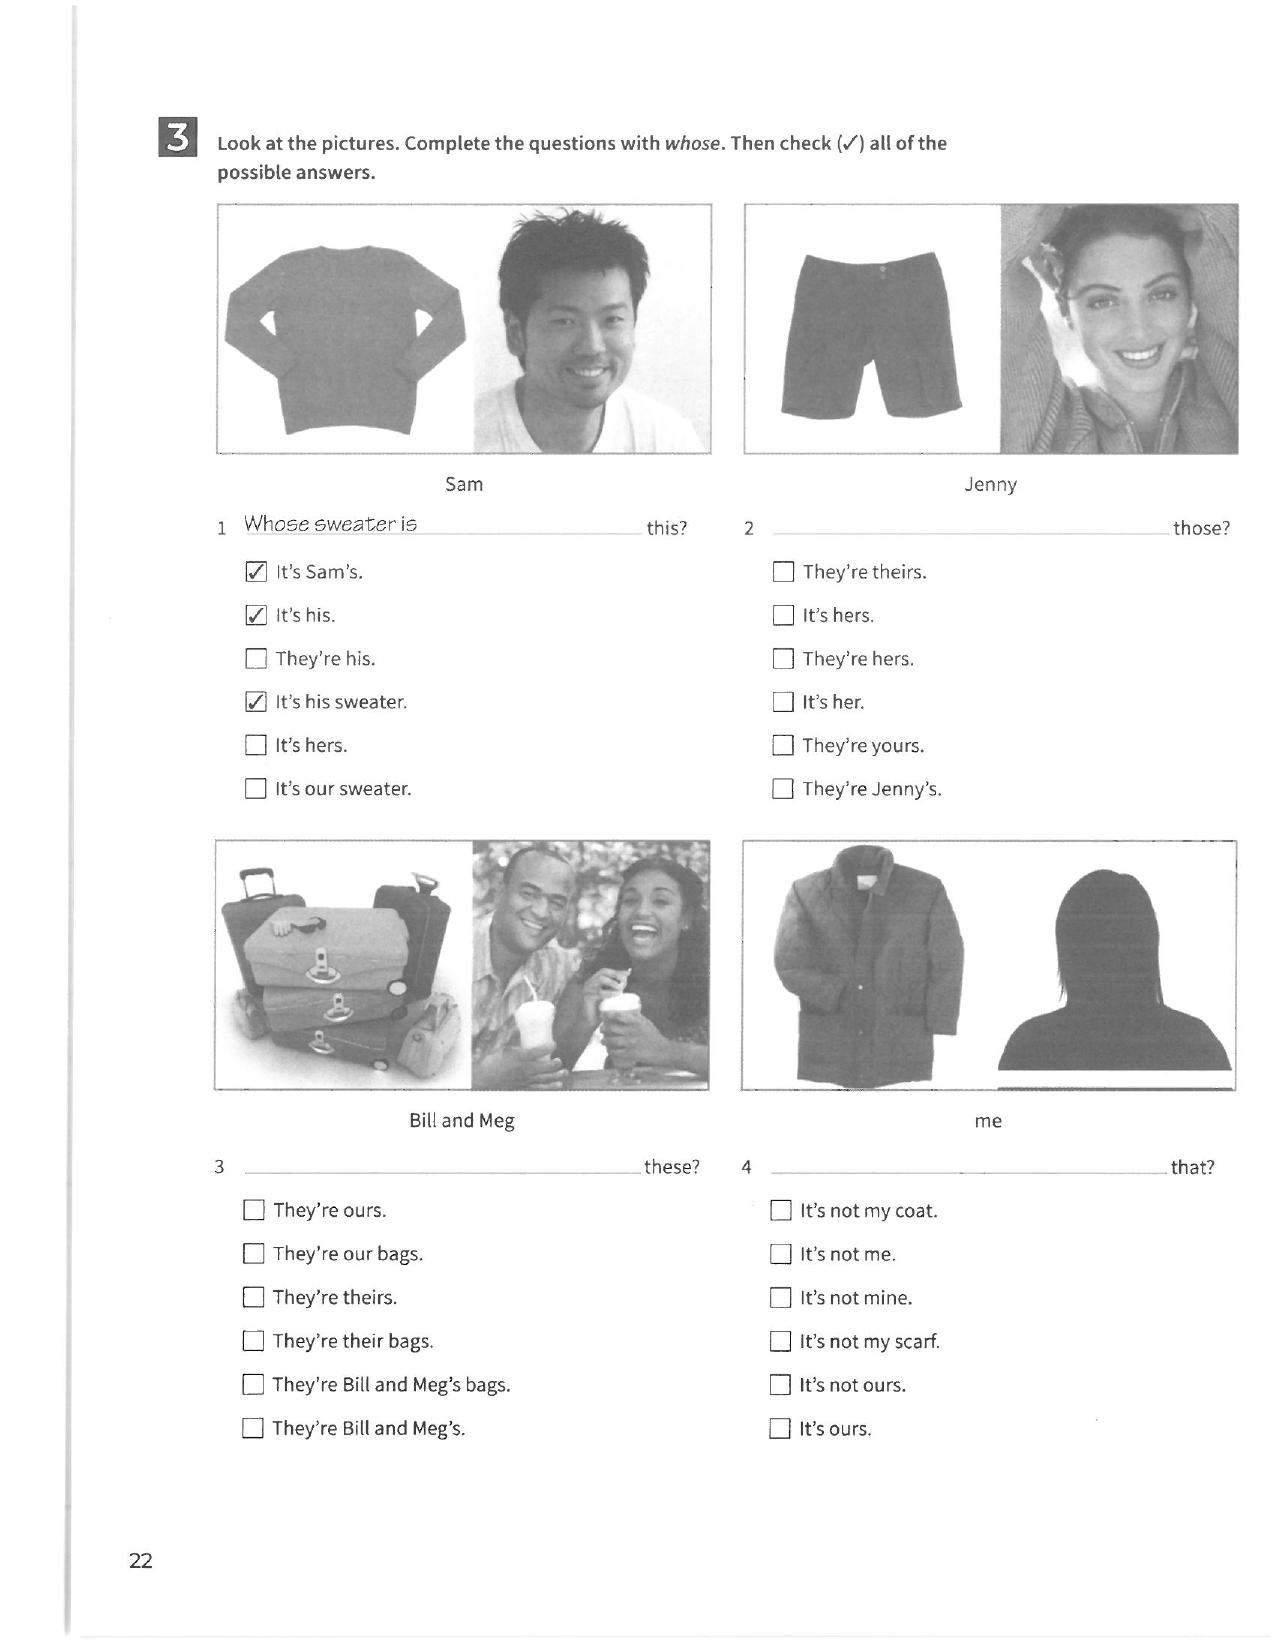 3 Look at the pictures. Complete the questions with whose. Then check (✓) all of the
possible answers.
Sam
1 Whose sweater is this?
☑ It's Sam's.
☑ It's his.
☐ They're his.
☑ It's his sweater.
☐ It's hers.
☐ It's our sweater.
Jenny
2 ____ those?
☐ They're theirs.
☐ It's hers.
☐ They're hers.
☐ It's her.
☐ They're yours.
☐ They're Jenny's.
Bill and Meg
3 ____ these?
☐ They're ours.
☐ They're our bags.
☐ They're theirs.
☐ They're their bags.
☐ They're Bill and Meg's bags.
☐ They're Bill and Meg's.
me
4 ____ that?
☐ It's not my coat.
☐ It's not me.
☐ It's not mine.
☐ It's not my scarf.
☐ It's not ours.
☐ It's ours.
22